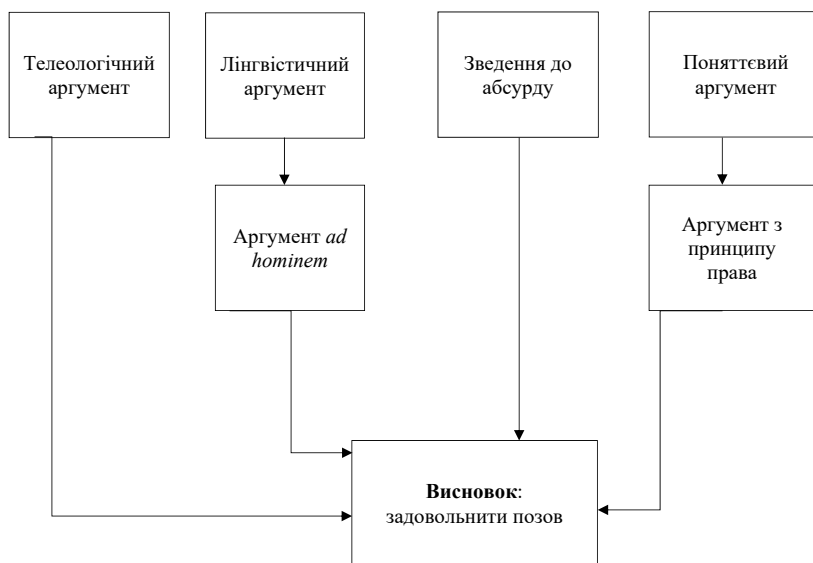 Телеологічний
аргумент
Лінгвістичний
аргумент
Зведення до
абсурду
Поняттєвий
аргумент
Аргумент ad
hominem
Аргумент з
принципу
права
Висновок:
задовольнити позов